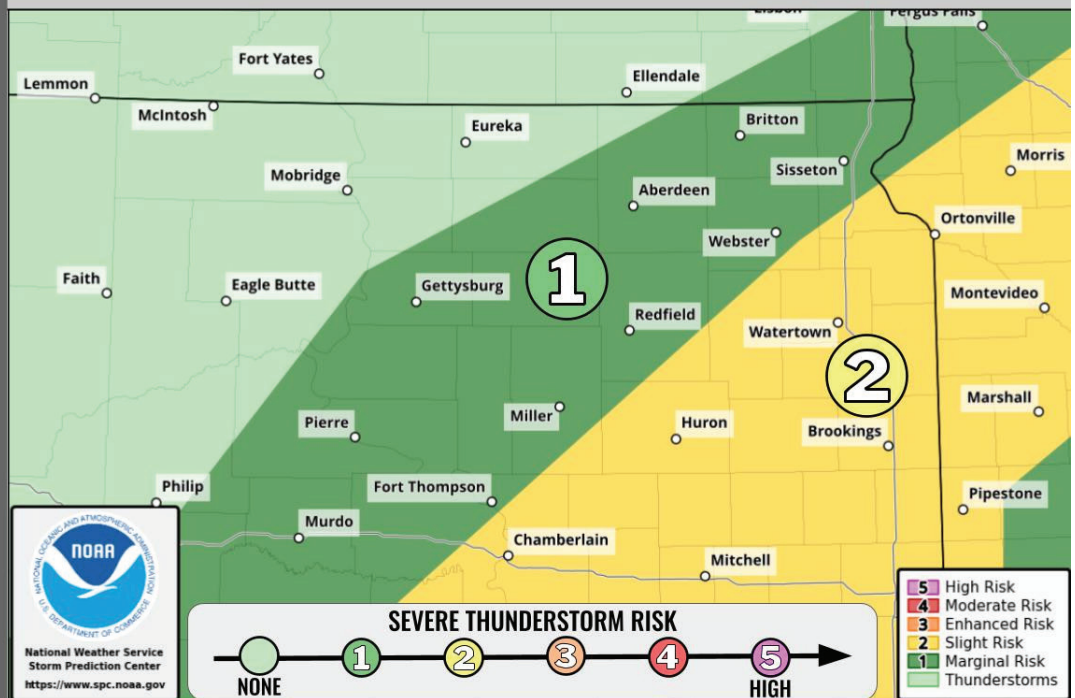 Lisbon
Fergus Falls
Fort Yates
Lemmon
Ellendale
McIntosh
Britton
Eureka
Morris
Sisseton
Mobridge
Aberdeen
Ortonville
Webster
1
Faith
Eagle Butte
Gettysburg
Montevideo
Redfield
Watertown
2
Marshall
Miller
Pierre
Huron
Brookings
Philip
Fort Thompson
Pipestone
Murdo
Chamberlain
Mitchell
NATIONAL OCEANIC AND ATMOSPHERIC ADMINISTRATION
NOAA
U.S. DEPARTMENT OF COMMERCE
National Weather Service
Storm Prediction Center
https://www.spc.noaa.gov
SEVERE THUNDERSTORM RISK
1 2 3 4 5
NONE HIGH
5 High Risk
4 Moderate Risk
3 Enhanced Risk
2 Slight Risk
1 Marginal Risk
Thunderstorms